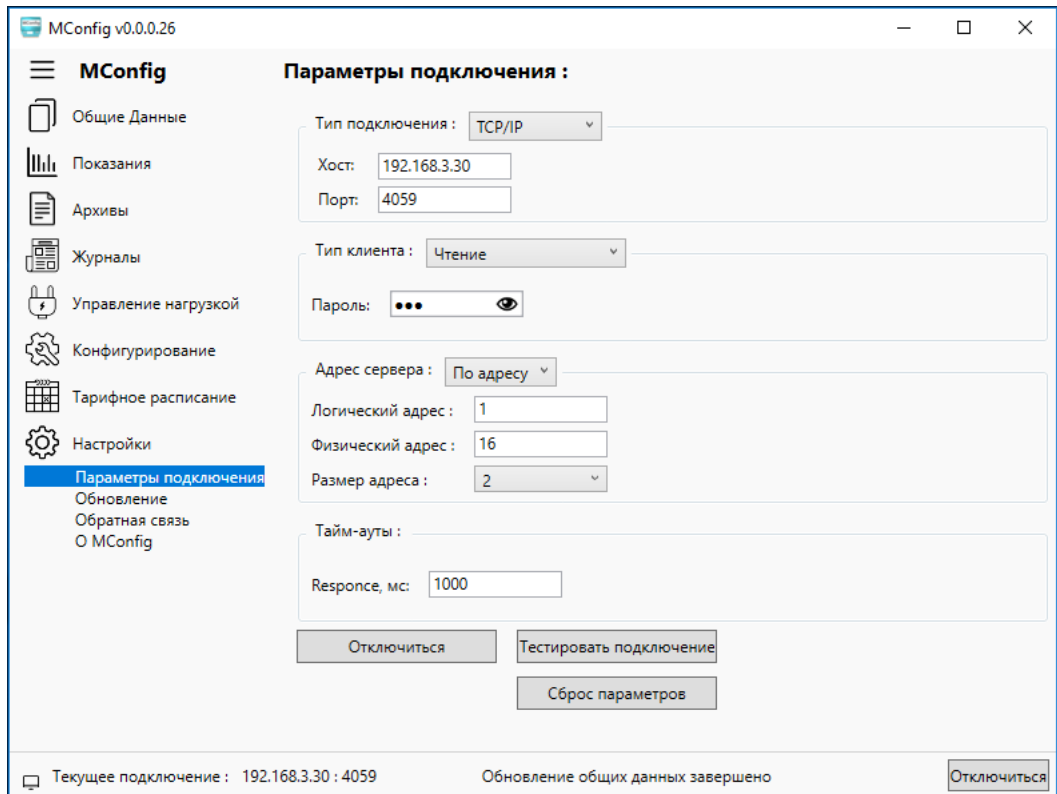 MConfig v0.0.0.26
MConfig
Общие Данные
Показания
Архивы
Журналы
Управление нагрузкой
Конфигурирование
Тарифное расписание
Настройки
Параметры подключения
Обновление
Обратная связь
О MConfig
Параметры подключения :
Тип подключения : TCP/IP
Хост: 192.168.3.30
Порт: 4059
Тип клиента : Чтение
Пароль: •••
Адрес сервера : По адресу
Логический адрес : 1
Физический адрес : 16
Размер адреса : 2
Тайм-ауты :
Responce, мс: 1000
Отключиться Тестировать подключение
Сброс параметров
Текущее подключение : 192.168.3.30 : 4059 Обновление общих данных завершено Отключиться